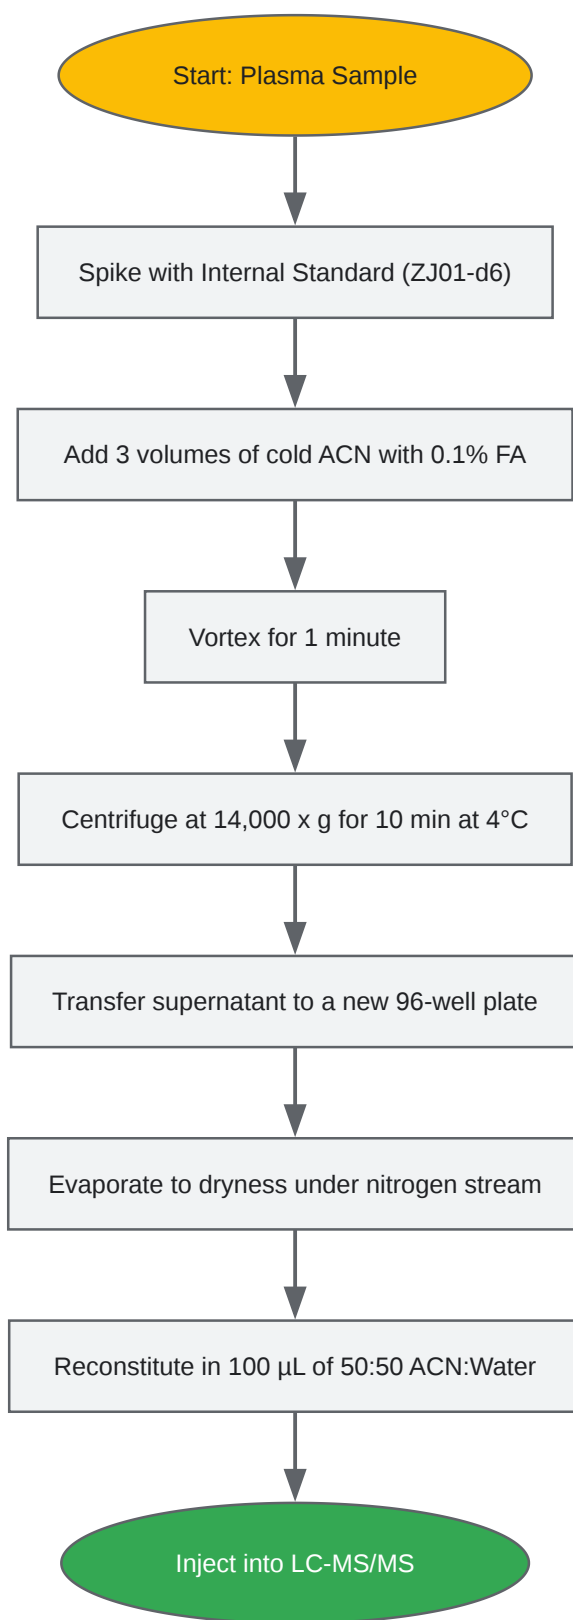 Start: Plasma Sample
Spike with Internal Standard (ZJ01-d6)
Add 3 volumes of cold ACN with 0.1% FA
Vortex for 1 minute
Centrifuge at 14,000 x g for 10 min at 4°C
Transfer supernatant to a new 96-well plate
Evaporate to dryness under nitrogen stream
Reconstitute in 100 µL of 50:50 ACN:Water
Inject into LC-MS/MS